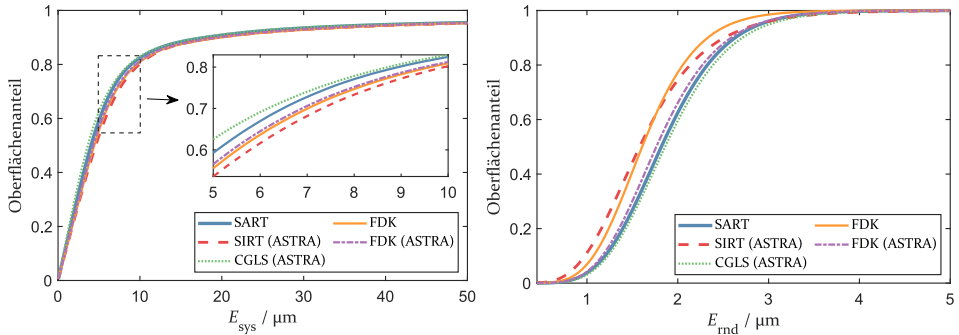 Oberflächenanteil
1
0.8
0.6
0.4
0.2
0
0 10 20 30 40 50
E_sys / μm
0.8
0.7
0.6
5 6 7 8 9 10
SART FDK
SIRT (ASTRA) FDK (ASTRA)
CGLS (ASTRA)
Oberflächenanteil
1
0.8
0.6
0.4
0.2
0
1 2 3 4 5
E_rnd / μm
SART FDK
SIRT (ASTRA) FDK (ASTRA)
CGLS (ASTRA)